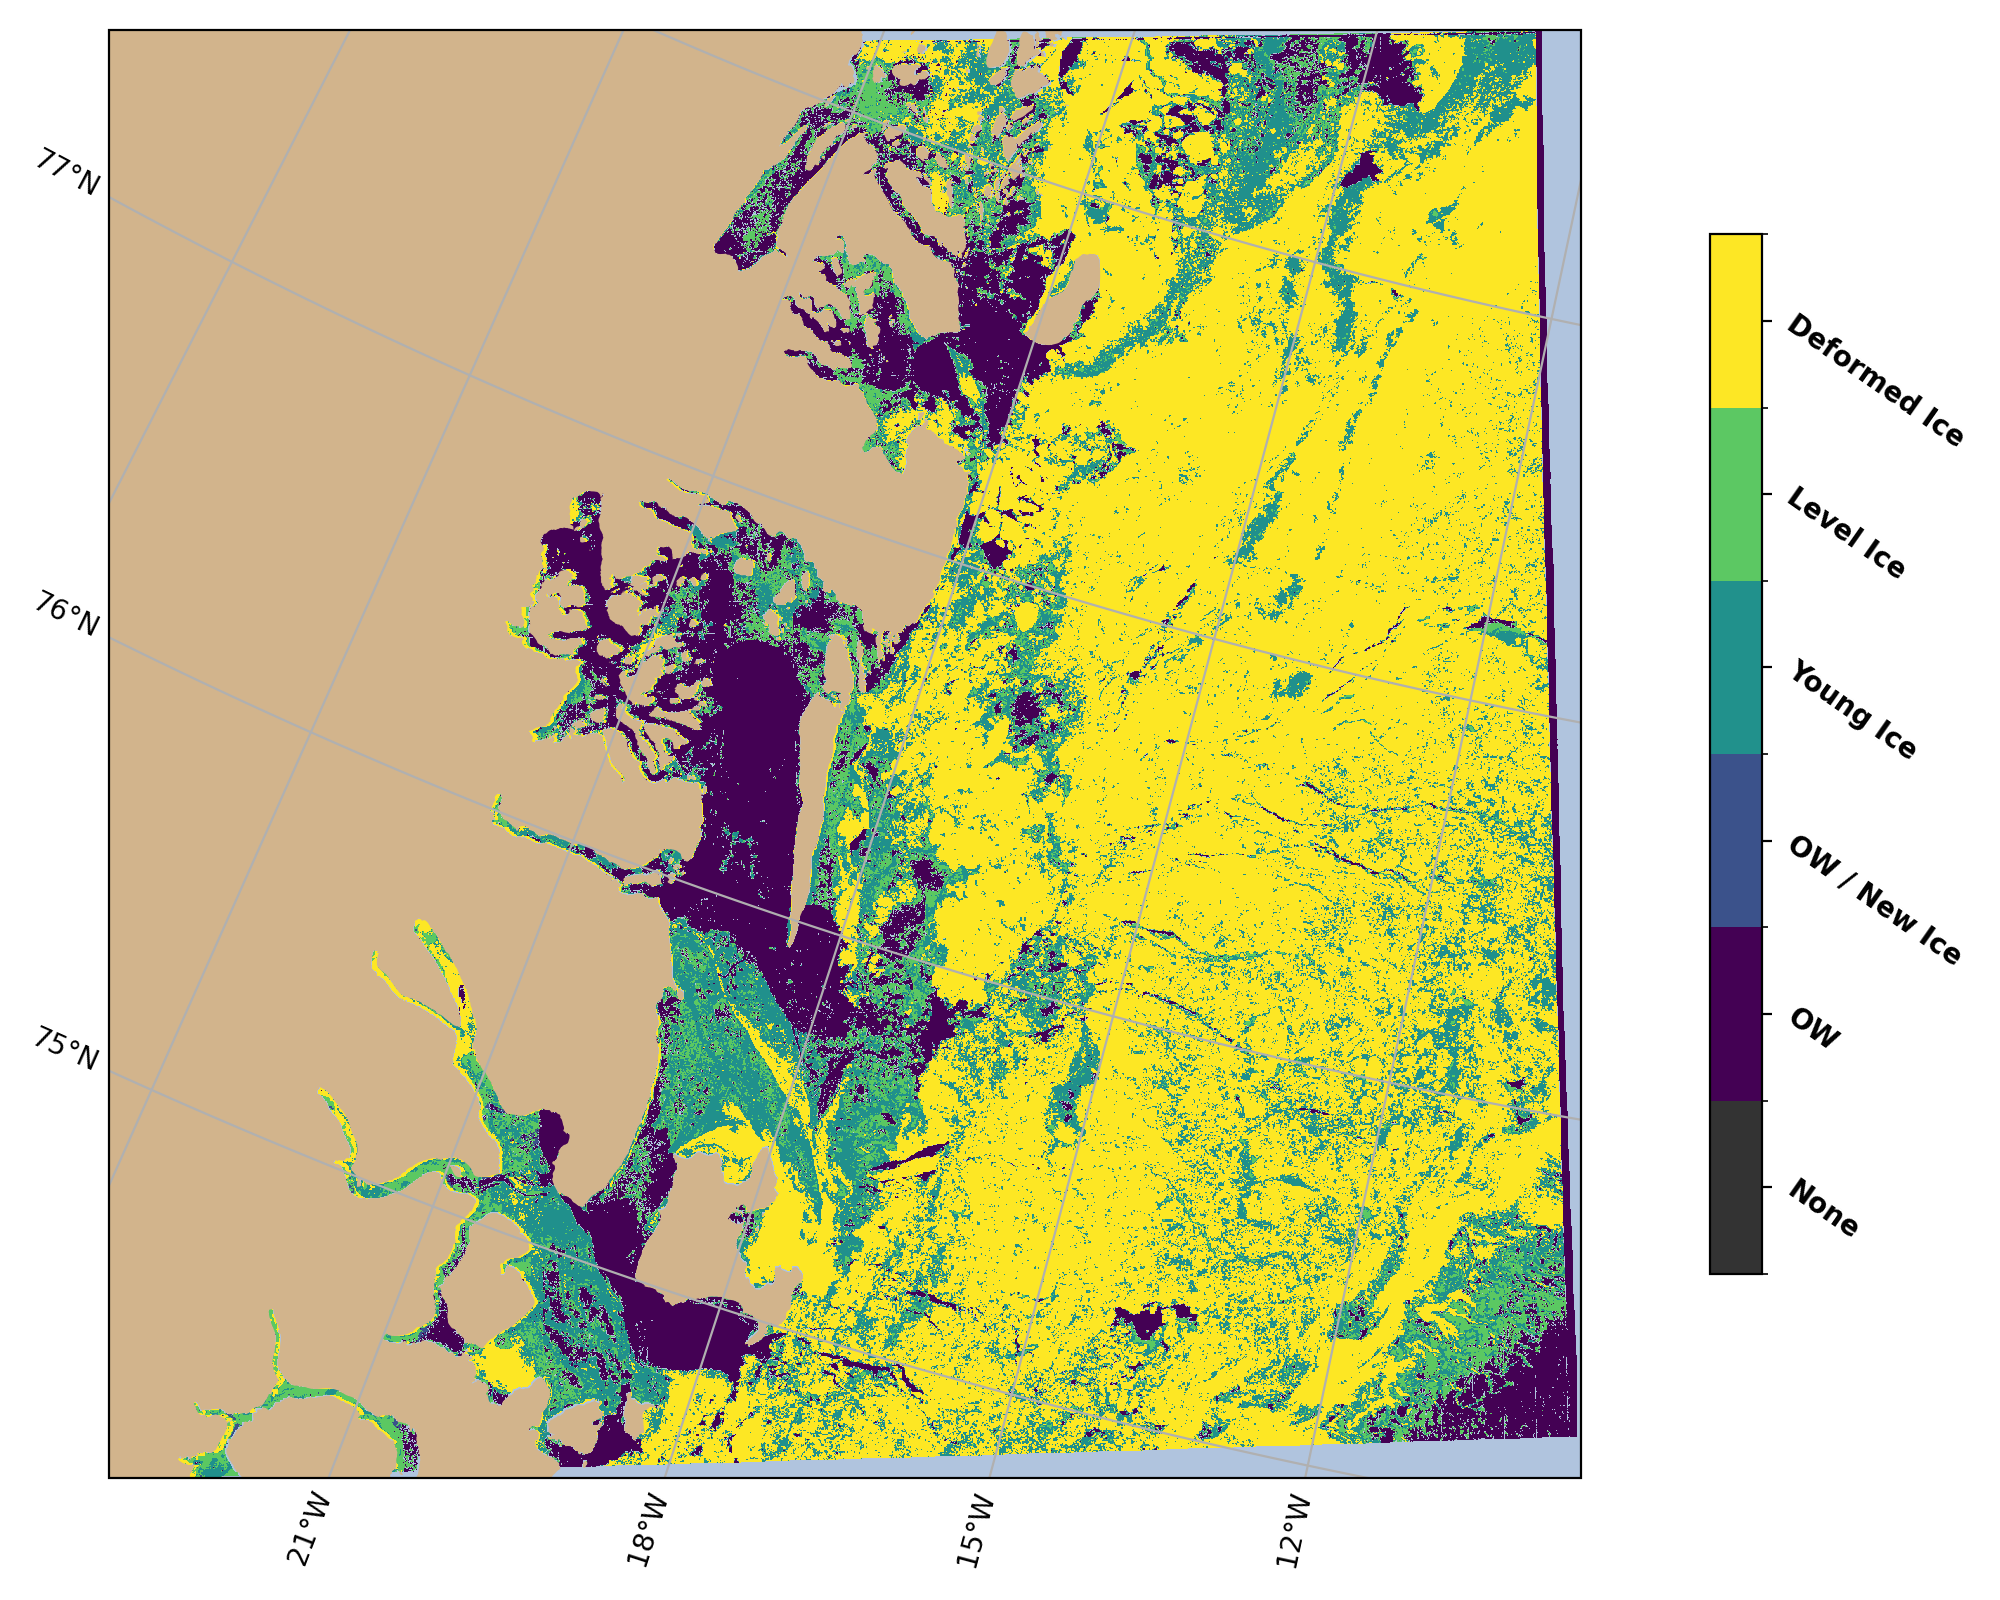 77°N
76°N
75°N
21°W
18°W
15°W
12°W
Deformed Ice
Level Ice
Young Ice
OW / New Ice
OW
None